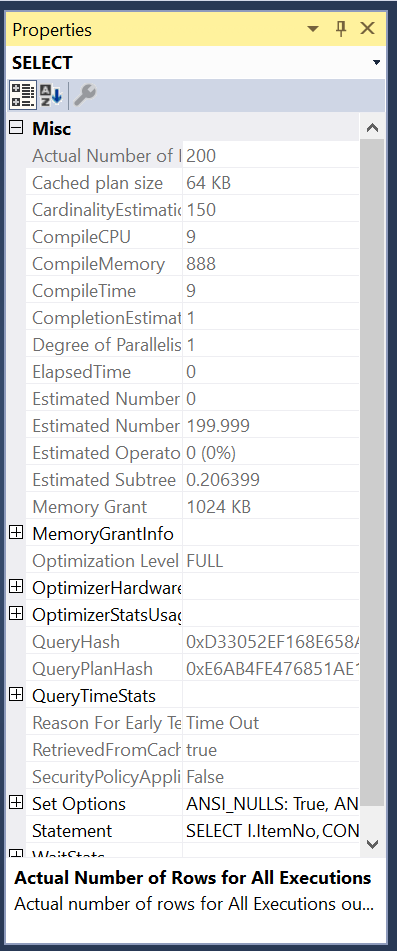 Properties
SELECT
Misc
Actual Number of 200
Cached plan size 64 KB
CardinalityEstimatic 150
CompileCPU 9
CompileMemory 888
CompileTime 9
CompletionEstimat 1
Degree of Parallelis 1
ElapsedTime 0
Estimated Number 0
Estimated Number 199.999
Estimated Operato 0 (0%)
Estimated Subtree 0.206399
Memory Grant 1024 KB
MemoryGrantInfo
Optimization Level FULL
OptimizerHardware
OptimizerStatsUsag
QueryHash 0xD33052EF168E658A
QueryPlanHash 0xE6AB4FE476851AE1
QueryTimeStats
Reason For Early Te Time Out
RetrievedFromCach true
SecurityPolicyAppli False
Set Options ANSI_NULLS: True, AN
Statement SELECT I.ItemNo, CON
WaitStats
Actual Number of Rows for All Executions
Actual number of rows for All Executions ou...